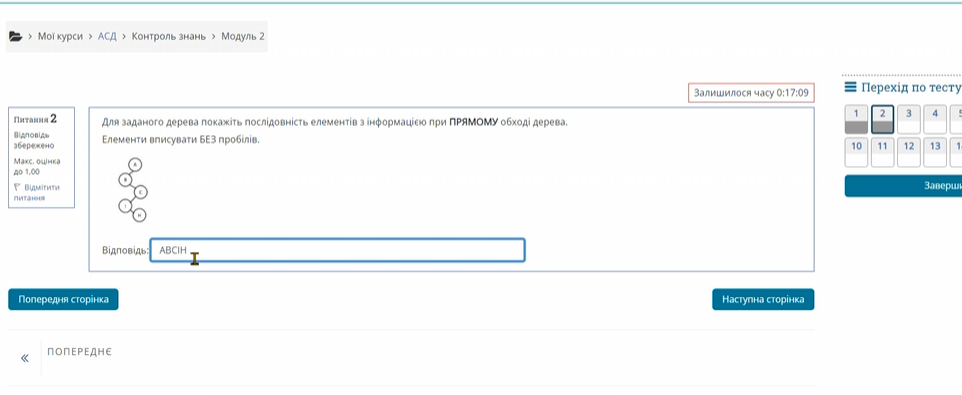 Мої курси > АСД > Контроль знань > Модуль 2
Залишилося часу 0:17:09
Перехід по тесту
1 2 3 4
10 11 12 13
Заверши
Питання 2
Відповідь
збережено
Макс. оцінка
до 1,00
Відмітити
питання
Для заданого дерева покажіть послідовність елементів з інформацією при ПРЯМОМУ обході дерева.
Елементи вписувати БЕЗ пробілів.
A
B
C
Відповідь: ABCIH
Попередня сторінка
Наступна сторінка
« ПОПЕРЕДНЄ